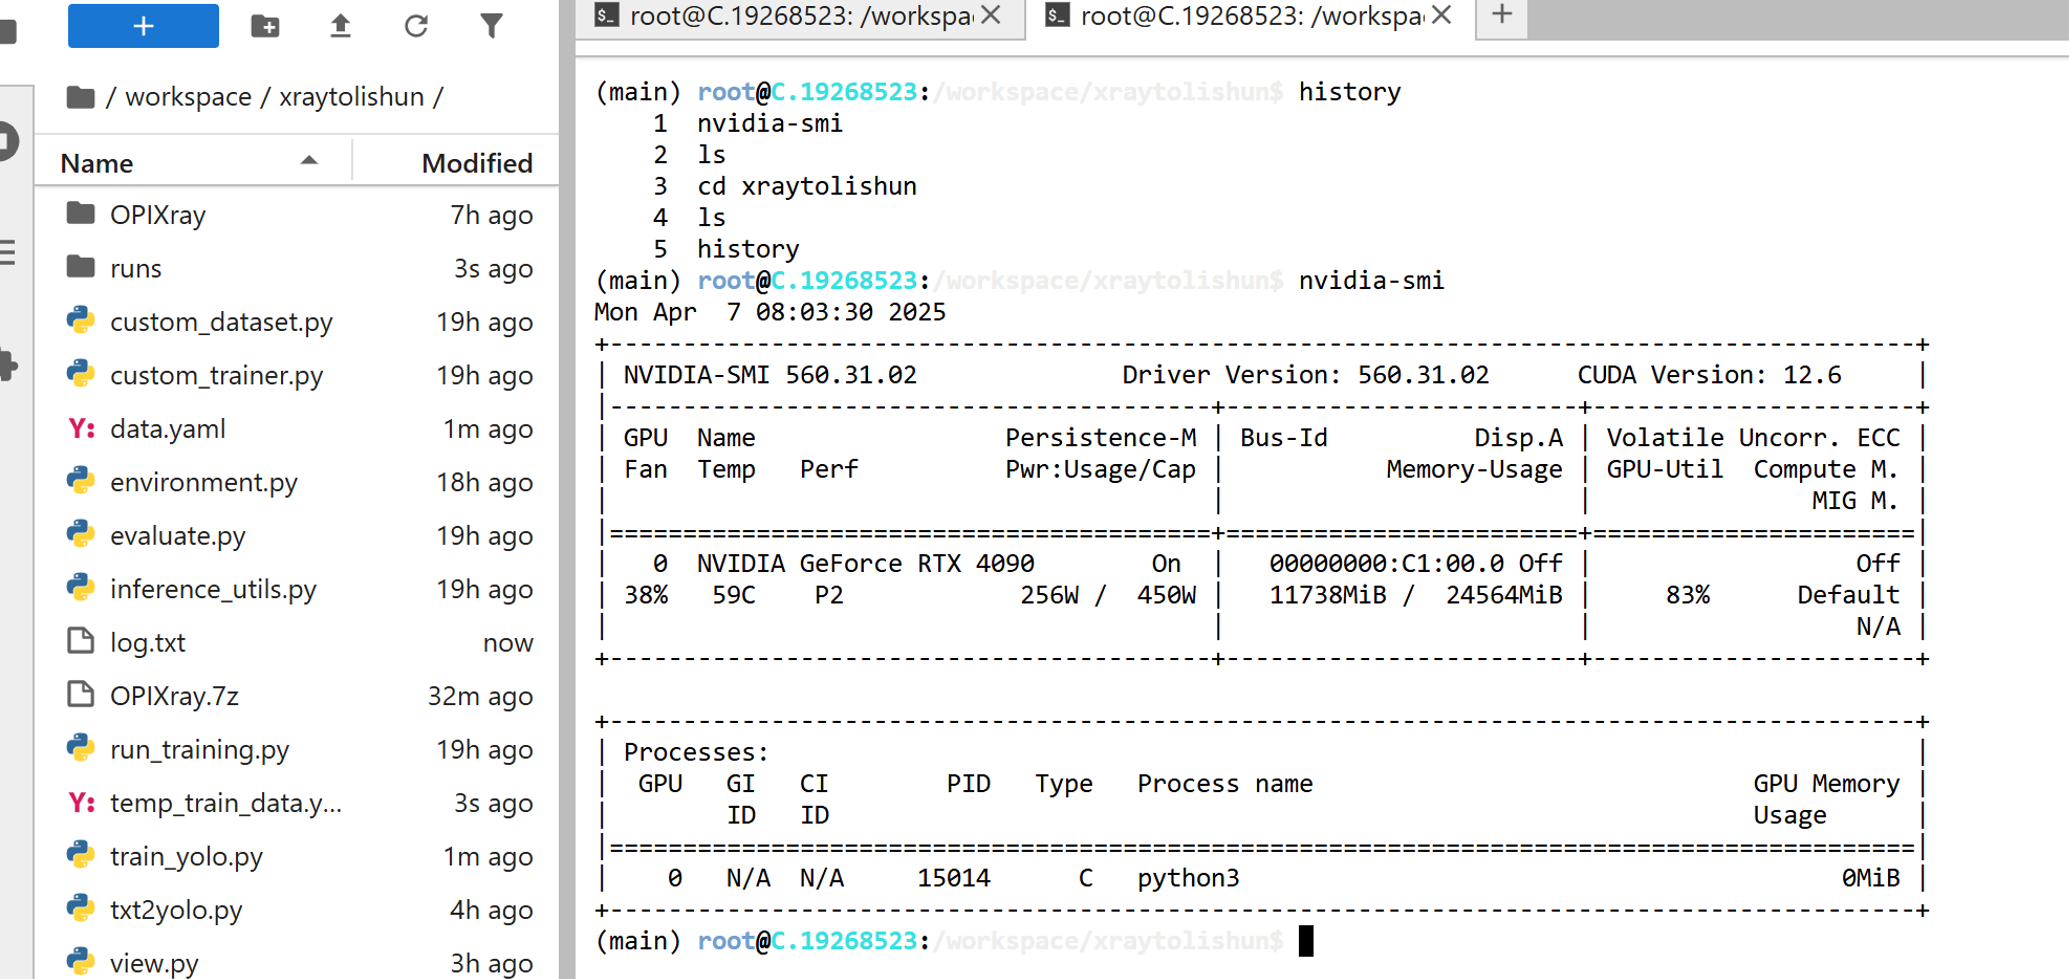 +
/ workspace / xraytolishun /
Name Modified
OPIXray 7h ago
runs 3s ago
custom_dataset.py 19h ago
custom_trainer.py 19h ago
Y: data.yaml 1m ago
environment.py 18h ago
evaluate.py 19h ago
inference_utils.py 19h ago
log.txt now
OPIXray.7z 32m ago
run_training.py 19h ago
Y: temp_train_data.y... 3s ago
train_yolo.py 1m ago
txt2yolo.py 4h ago
view.py 3h ago
$_ root@C.19268523: /workspa
$_ root@C.19268523: /workspa
+
(main) root@C.19268523:/workspace/xraytolishun$ history
1 nvidia-smi
2 ls
3 cd xraytolishun
4 ls
5 history
(main) root@C.19268523:/workspace/xraytolishun$ nvidia-smi
Mon Apr  7 08:03:30 2025
+-----------------------------------------------------------------------------------------+
| NVIDIA-SMI 560.31.02              Driver Version: 560.31.02      CUDA Version: 12.6     |
|-----------------------------------------+------------------------+----------------------+
| GPU  Name                 Persistence-M | Bus-Id          Disp.A | Volatile Uncorr. ECC |
| Fan  Temp   Perf          Pwr:Usage/Cap |           Memory-Usage | GPU-Util  Compute M. |
|                                         |                        |               MIG M. |
|=========================================+========================+======================|
|   0  NVIDIA GeForce RTX 4090        On  |   00000000:C1:00.0 Off |                  Off |
| 38%   59C    P2            256W /  450W |   11738MiB /  24564MiB |     83%      Default |
|                                         |                        |                  N/A |
+-----------------------------------------+------------------------+----------------------+
+-----------------------------------------------------------------------------------------+
| Processes:                                                                              |
|  GPU   GI   CI        PID   Type   Process name                              GPU Memory |
|        ID   ID                                                               Usage      |
|=========================================================================================|
|    0   N/A  N/A     15014      C   python3                                         0MiB |
+-----------------------------------------------------------------------------------------+
(main) root@C.19268523:/workspace/xraytolishun$